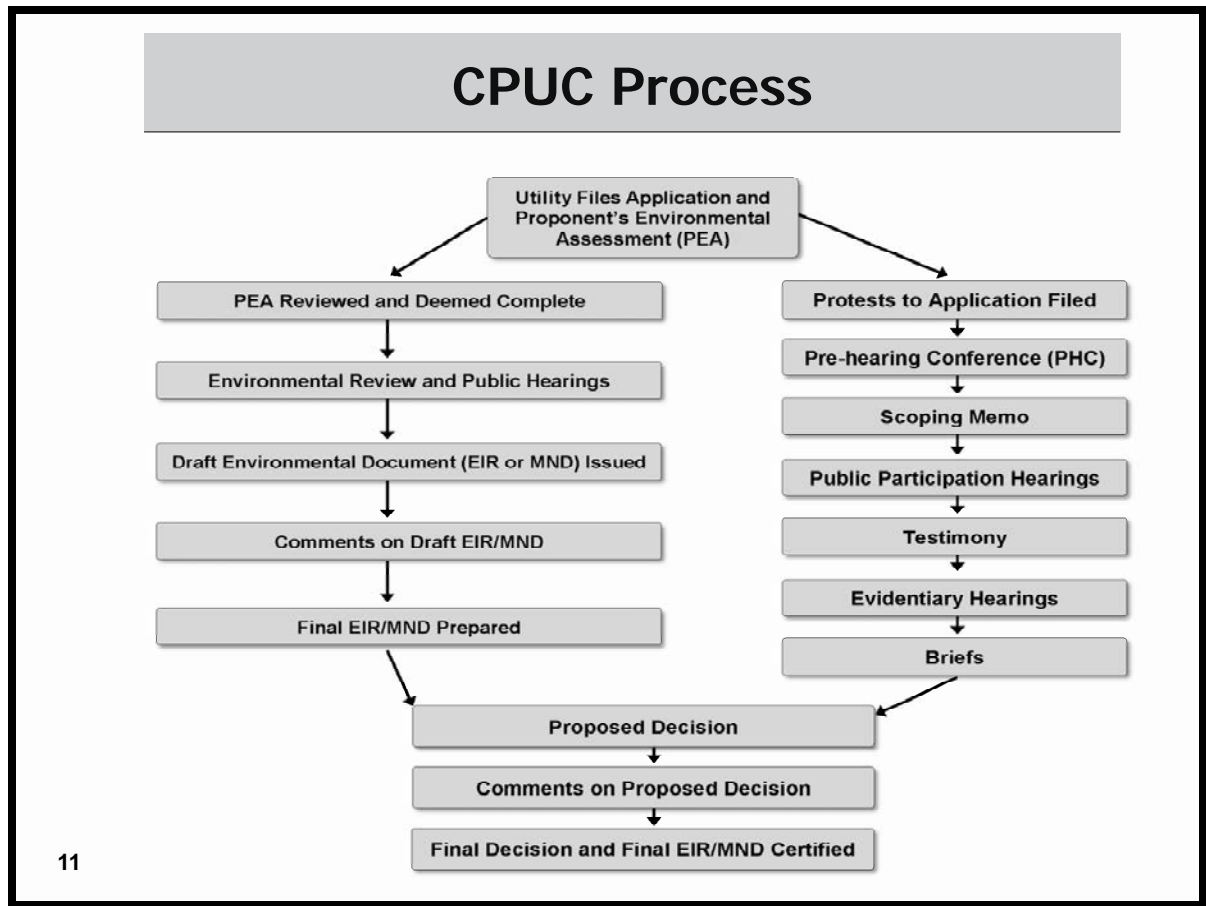 CPUC Process
Utility Files Application and
Proponent's Environmental
Assessment (PEA)
PEA Reviewed and Deemed Complete
Environmental Review and Public Hearings
Draft Environmental Document (EIR or MND) Issued
Comments on Draft EIR/MND
Final EIR/MND Prepared
Protests to Application Filed
Pre-hearing Conference (PHC)
Scoping Memo
Public Participation Hearings
Testimony
Evidentiary Hearings
Briefs
Proposed Decision
Comments on Proposed Decision
Final Decision and Final EIR/MND Certified
11